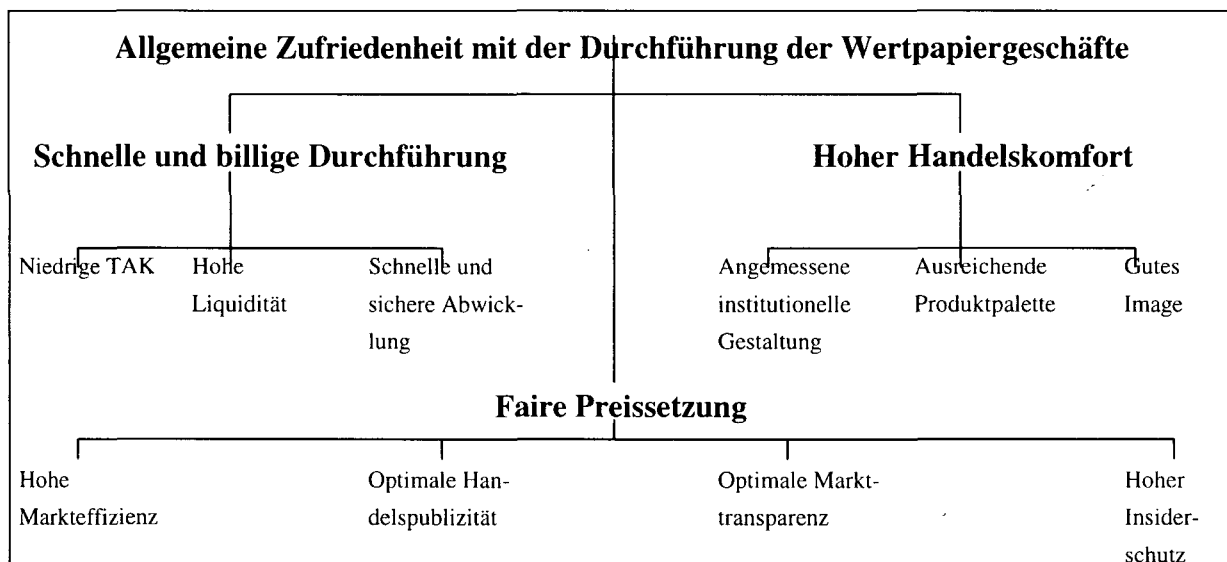 Allgemeine Zufriedenheit mit der Durchführung der Wertpapiergeschäfte
Schnelle und billige Durchführung
Hoher Handelskomfort
Niedrige TAK
Hohe
Liquidität
Schnelle und
sichere Abwick-
lung
Angemessene
institutionelle
Gestaltung
Ausreichende
Produktpalette
Gutes
Image
Faire Preissetzung
Hohe
Markteffizienz
Optimale Han-
delspublizität
Optimale Markt-
transparenz
Hoher
Insider-
schutz